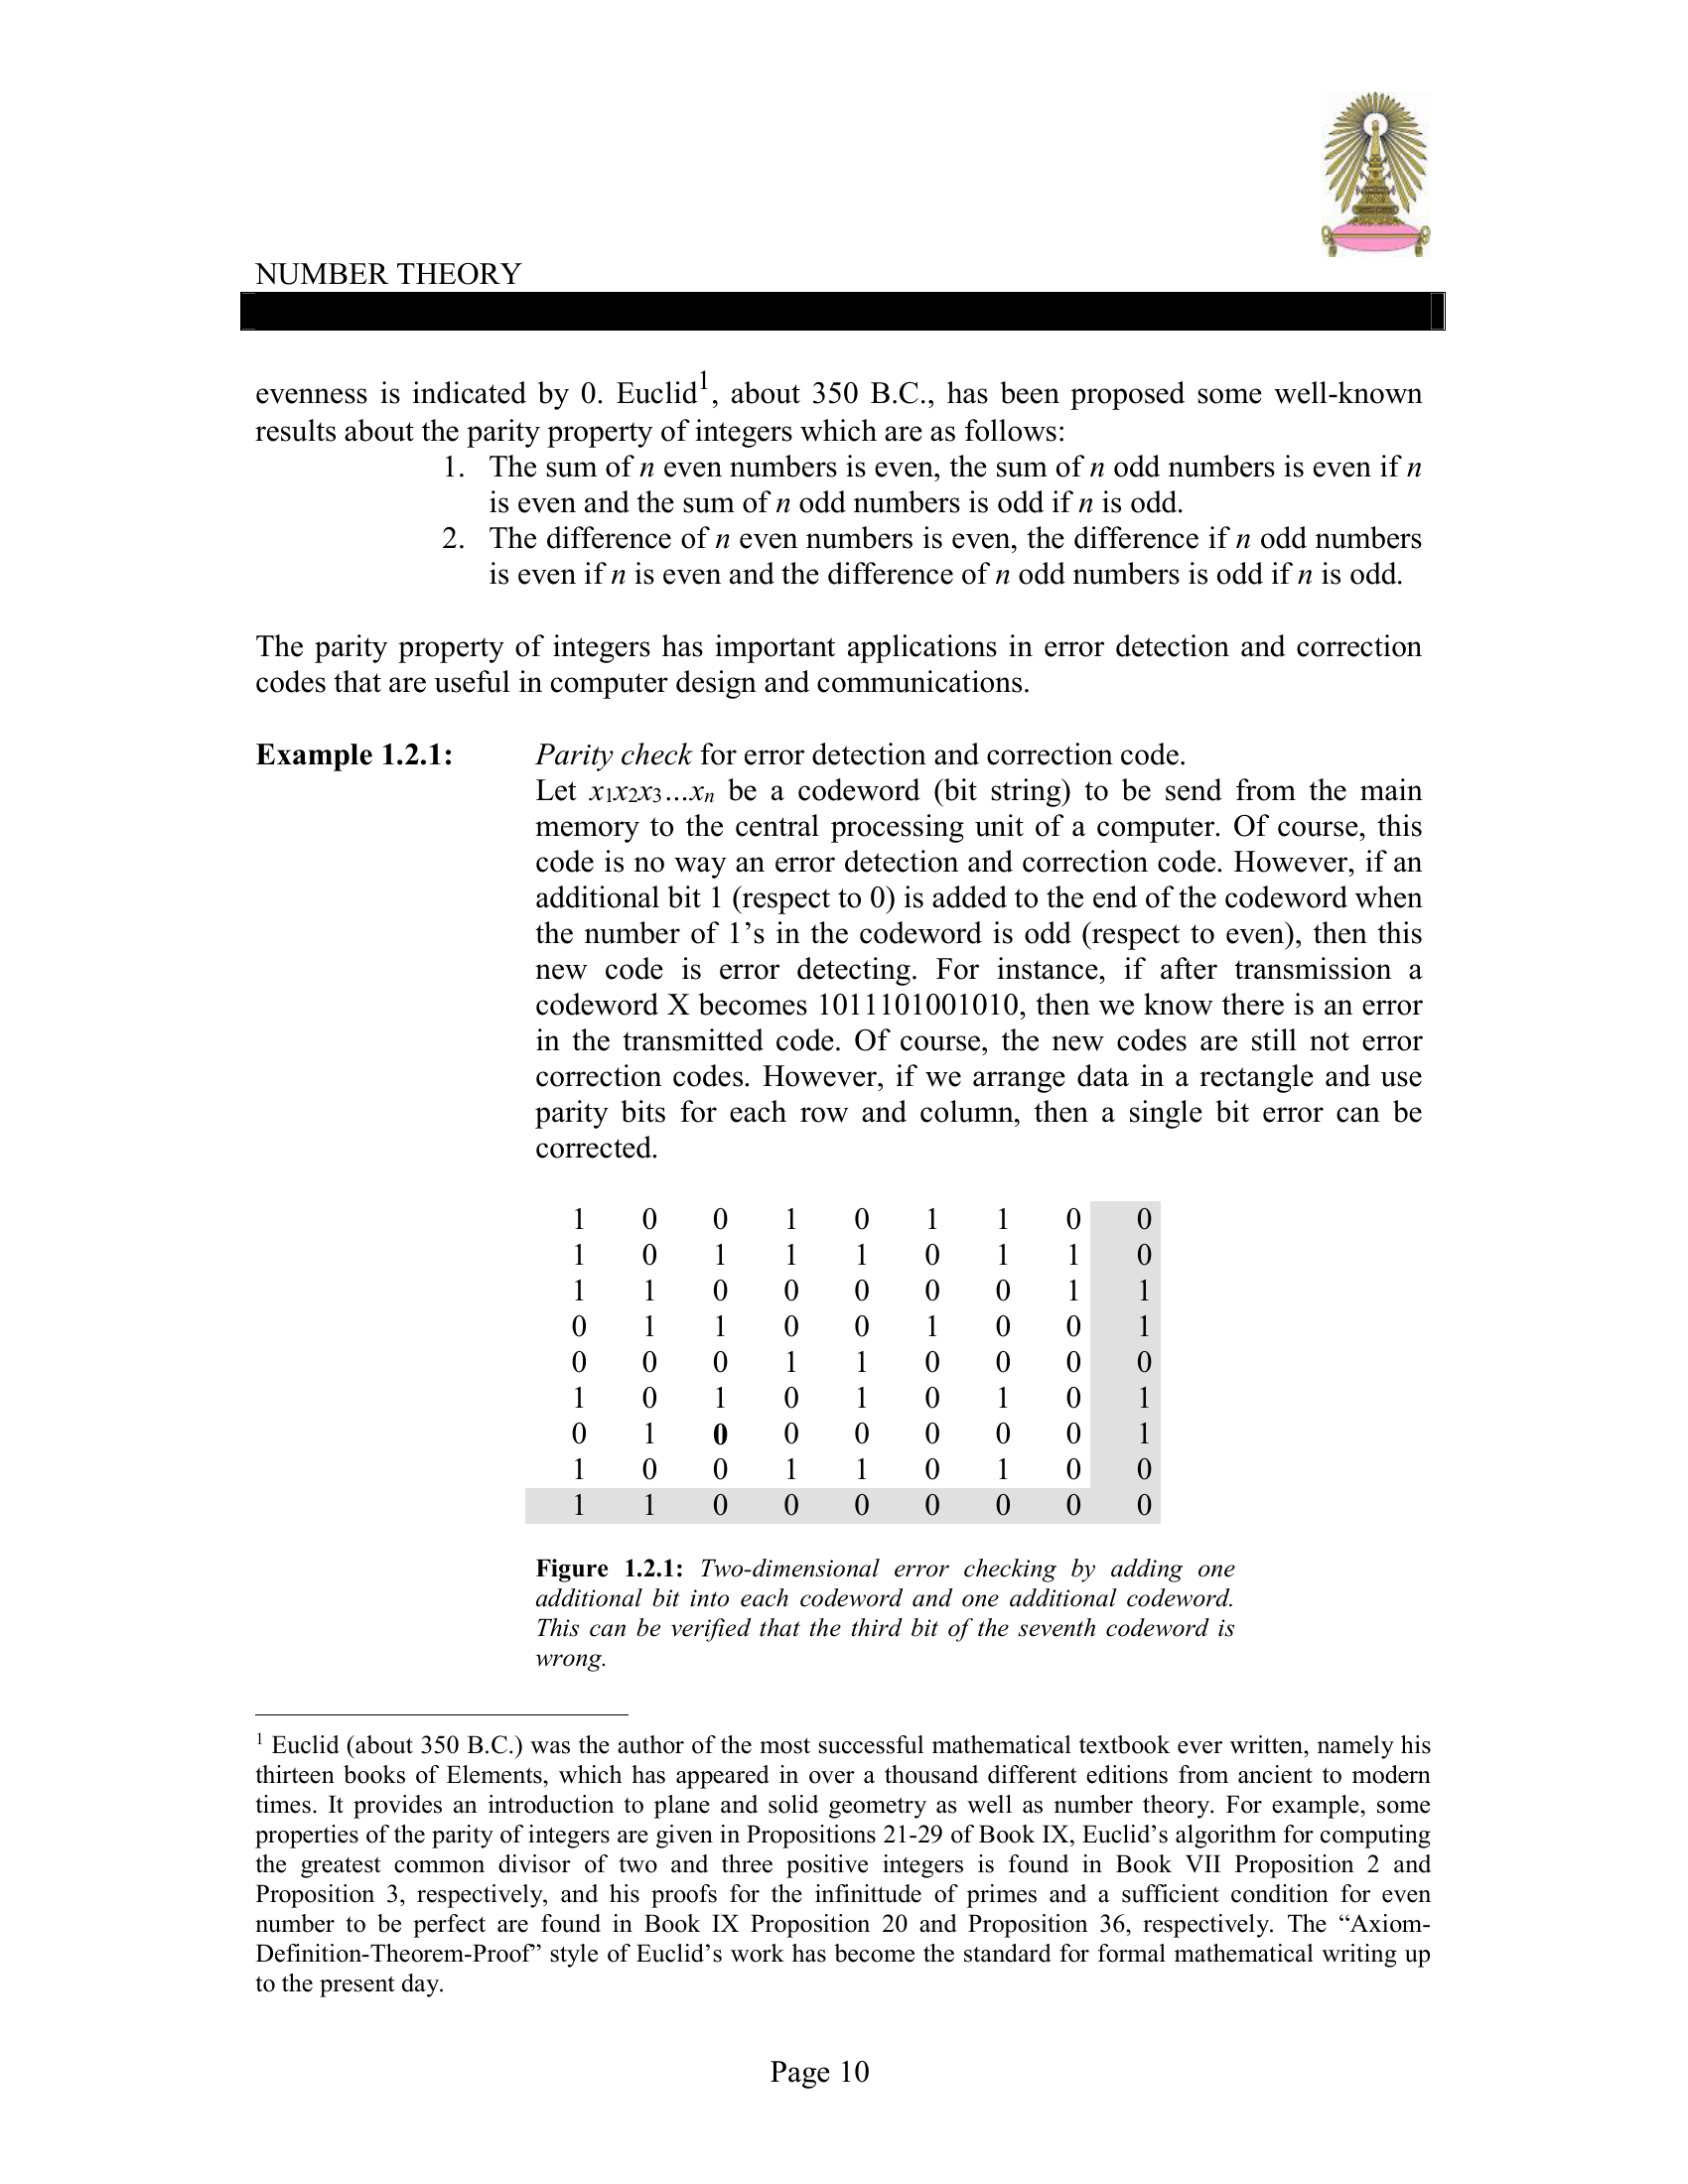 NUMBER THEORY
evenness is indicated by 0. Euclid1, about 350 B.C., has been proposed some well-known
results about the parity property of integers which are as follows:
1. The sum of n even numbers is even, the sum of n odd numbers is even if n
is even and the sum of n odd numbers is odd if n is odd.
2. The difference of n even numbers is even, the difference if n odd numbers
is even if n is even and the difference of n odd numbers is odd if n is odd.
The parity property of integers has important applications in error detection and correction
codes that are useful in computer design and communications.
Example 1.2.1: Parity check for error detection and correction code.
Let x1x2x3…xn be a codeword (bit string) to be send from the main
memory to the central processing unit of a computer. Of course, this
code is no way an error detection and correction code. However, if an
additional bit 1 (respect to 0) is added to the end of the codeword when
the number of 1’s in the codeword is odd (respect to even), then this
new code is error detecting. For instance, if after transmission a
codeword X becomes 1011101001010, then we know there is an error
in the transmitted code. Of course, the new codes are still not error
correction codes. However, if we arrange data in a rectangle and use
parity bits for each row and column, then a single bit error can be
corrected.
1 0 0 1 0 1 1 0 0
1 0 1 1 1 0 1 1 0
1 1 0 0 0 0 0 1 1
0 1 1 0 0 1 0 0 1
0 0 0 1 1 0 0 0 0
1 0 1 0 1 0 1 0 1
0 1 0 0 0 0 0 0 1
1 0 0 1 1 0 1 0 0
1 1 0 0 0 0 0 0 0
Figure 1.2.1: Two-dimensional error checking by adding one
additional bit into each codeword and one additional codeword.
This can be verified that the third bit of the seventh codeword is
wrong.
1 Euclid (about 350 B.C.) was the author of the most successful mathematical textbook ever written, namely his
thirteen books of Elements, which has appeared in over a thousand different editions from ancient to modern
times. It provides an introduction to plane and solid geometry as well as number theory. For example, some
properties of the parity of integers are given in Propositions 21-29 of Book IX, Euclid’s algorithm for computing
the greatest common divisor of two and three positive integers is found in Book VII Proposition 2 and
Proposition 3, respectively, and his proofs for the infinittude of primes and a sufficient condition for even
number to be perfect are found in Book IX Proposition 20 and Proposition 36, respectively. The “Axiom-
Definition-Theorem-Proof” style of Euclid’s work has become the standard for formal mathematical writing up
to the present day.
Page 10